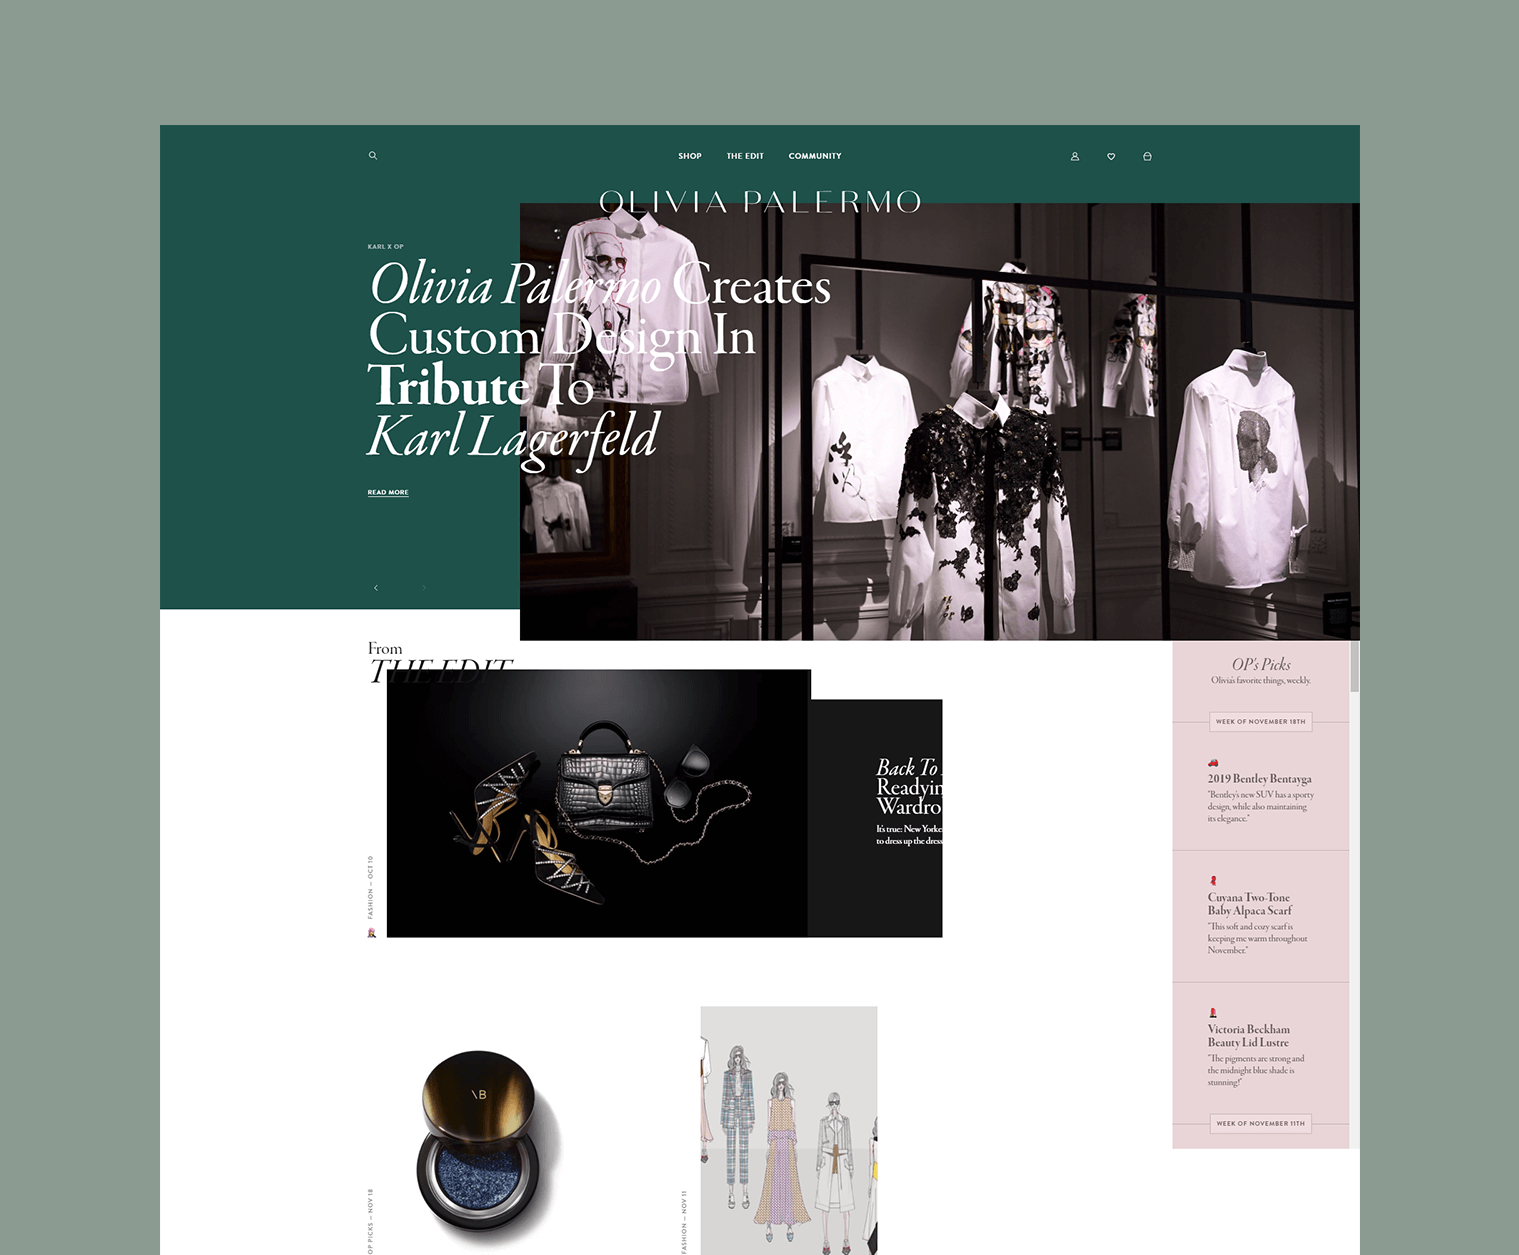 SHOP THE EDIT COMMUNITY
OLIVIA PALERMO
KARL X OP
Olivia Palermo Creates
Custom Design In
Tribute To
Karl Lagerfeld
READ MORE
From
THE EDIT
Back To
Readyin
Wardro
It's true: New Yorke
to dress up the dress
FASHION — OCT 10
OP's Picks
Olivia's favorite things, weekly.
WEEK OF NOVEMBER 18TH
2019 Bentley Bentayga
"Bentley's new SUV has a sporty
design, while also maintaining
its elegance."
Cuyana Two-Tone
Baby Alpaca Scarf
"This soft and cozy scarf is
keeping me warm throughout
November."
Victoria Beckham
Beauty Lid Lustre
"The pigments are strong and
the midnight blue shade is
stunning!"
WEEK OF NOVEMBER 11TH
VB
OP PICKS — NOV 18
FASHION — NOV 11